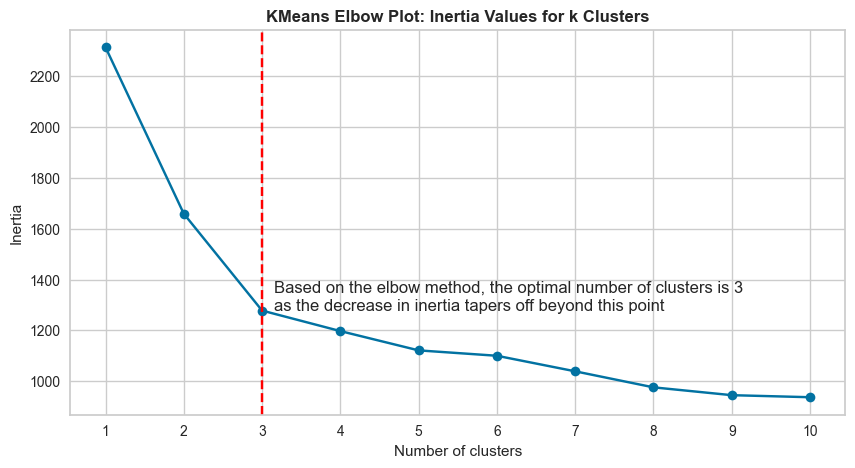 KMeans Elbow Plot: Inertia Values for k Clusters
2200
2000
1800
1600
1400
1200
1000
Inertia
Based on the elbow method, the optimal number of clusters is 3
as the decrease in inertia tapers off beyond this point
1 2 3 4 5 6 7 8 9 10
Number of clusters